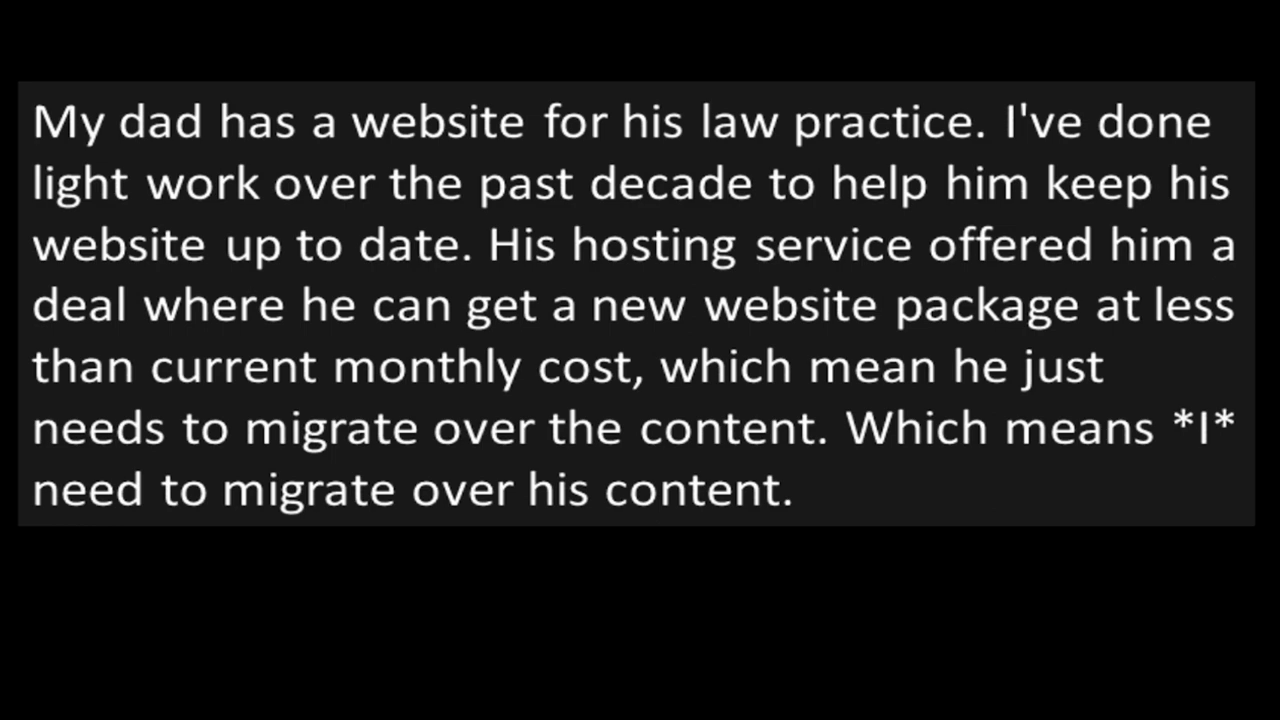 My dad has a website for his law practice. I've done
light work over the past decade to help him keep his
website up to date. His hosting service offered him a
deal where he can get a new website package at less
than current monthly cost, which mean he just
needs to migrate over the content. Which means *I*
need to migrate over his content.